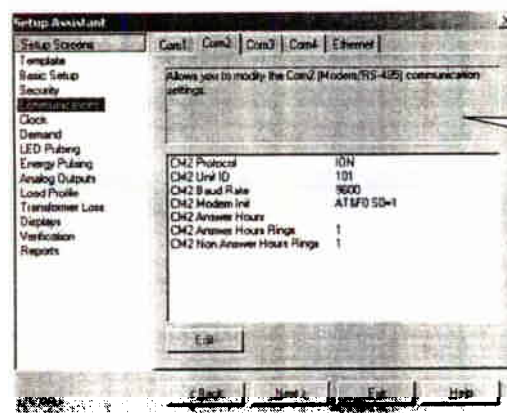 Setup Assistant
Setup Screens
Template
Basic Setup
Security
Communications
Clock
Demand
LED Pulsing
Energy Pulsing
Analog Outputs
Load Profile
Transformer Loss
Displays
Verification
Reports
Com1 Com2 Com3 Com4 Ethernet
Allows you to modify the Com2 (Modem/RS-485) communication
settings.
CM2 Protocol ION
CM2 Unit ID 101
CM2 Baud Rate 9600
CM2 Modem Init AT&F0 S0=1
CM2 Answer Hours
CM2 Answer Hours Rings 1
CM2 Non Answer Hours Rings 1
Edit
< Back Next > Exit Help